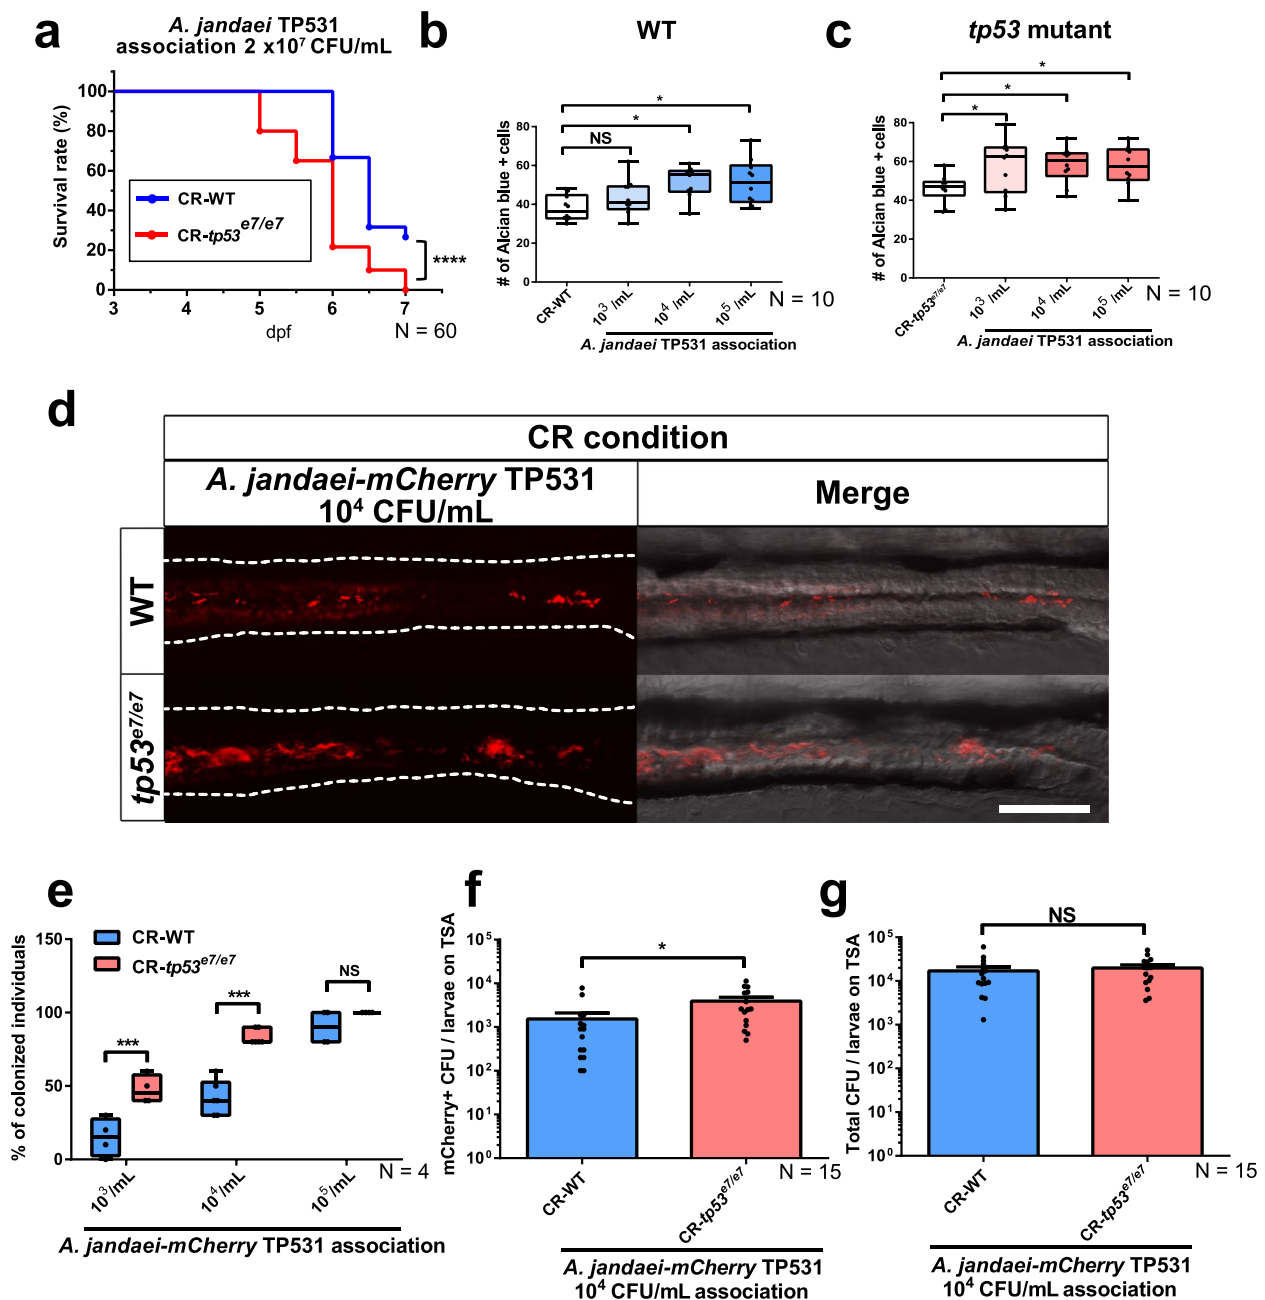 a
A. jandaei TP531
association 2 x10⁷ CFU/mL
Survival rate (%)
100
80
60
40
20
0
CR-WT
CR-tp53e7/e7
****
3
4
5
6
7
dpf
N = 60
b
WT
# of Alcian blue + cells
80
60
40
20
0
NS
*
*
CR-WT
10³ /mL
10⁴ /mL
10⁵ /mL
N = 10
A. jandaei TP531 association
c
tp53 mutant
# of Alcian blue + cells
80
60
40
20
0
*
*
*
CR-tp53e7/e7
10³ /mL
10⁴ /mL
10⁵ /mL
N = 10
A. jandaei TP531 association
d
CR condition
A. jandaei-mCherry TP531
10⁴ CFU/mL
Merge
WT
tp53e7/e7
e
% of colonized individuals
150
100
50
0
CR-WT
CR-tp53e7/e7
***
***
NS
10³/mL
10⁴/mL
10⁵/mL
N = 4
A. jandaei-mCherry TP531 association
f
mCherry+ CFU / larvae on TSA
10⁵
10⁴
10³
10²
10¹
10⁰
*
CR-WT
CR-tp53e7/e7
N = 15
A. jandaei-mCherry TP531
10⁴ CFU/mL association
g
Total CFU / larvae on TSA
10⁵
10⁴
10³
10²
10¹
10⁰
NS
CR-WT
CR-tp53e7/e7
N = 15
A. jandaei-mCherry TP531
10⁴ CFU/mL association